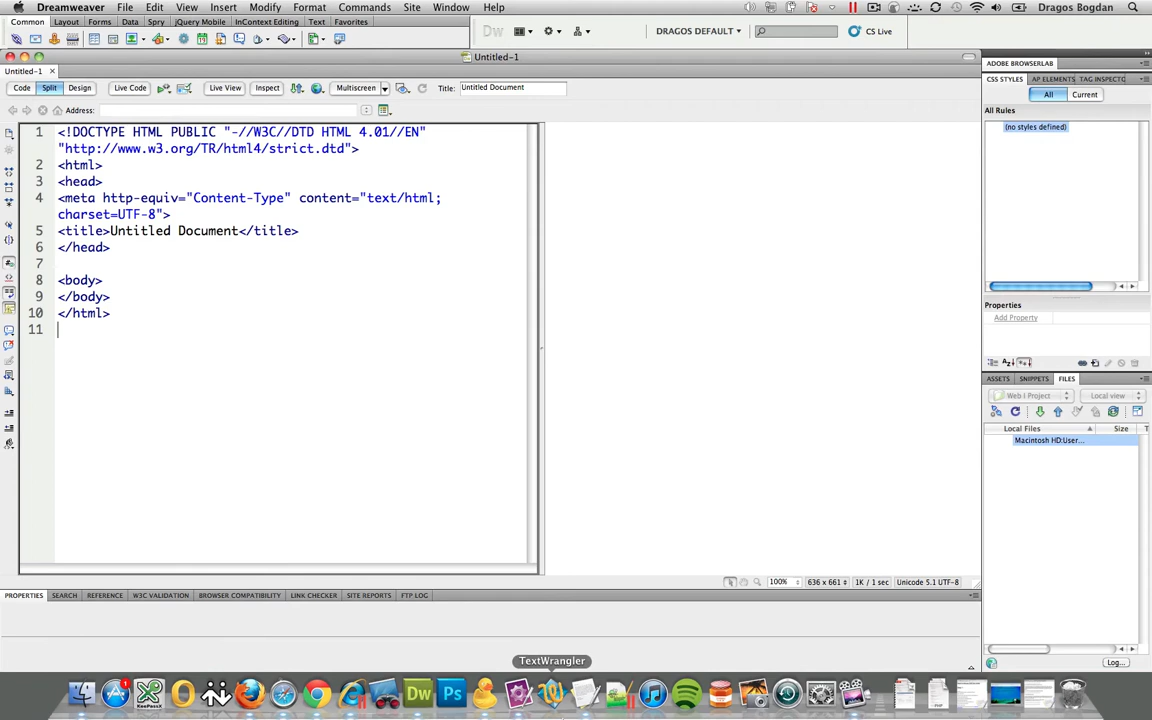 Dreamweaver File Edit View Insert Modify Format Commands Site Window Help Dragos Bogdan
Common Layout Forms Data Spry jQuery Mobile InContext Editing Text Favorites
Dw DRAGOS DEFAULT CS Live
Untitled-1
Untitled-1
Code Split Design Live Code Live View Inspect Multiscreen Title: Untitled Document
Address:
1 <!DOCTYPE HTML PUBLIC "-//W3C//DTD HTML 4.01//EN"
"http://www.w3.org/TR/html4/strict.dtd">
2 <html>
3 <head>
4 <meta http-equiv="Content-Type" content="text/html;
charset=UTF-8">
5 <title>Untitled Document</title>
6 </head>
7
8 <body>
9 </body>
10 </html>
11
100% 636 x 661 1K / 1 sec Unicode 5.1 UTF-8
ADOBE BROWSERLAB
CSS STYLES AP ELEMENTS TAG INSPECTO
All Current
All Rules
(no styles defined)
Properties
Add Property
ASSETS SNIPPETS FILES
Web I Project Local view
Local Files Size T
Macintosh HD:User...
Log...
PROPERTIES SEARCH REFERENCE W3C VALIDATION BROWSER COMPATIBILITY LINK CHECKER SITE REPORTS FTP LOG
TextWrangler
1
KeePassX
Dw
Ps